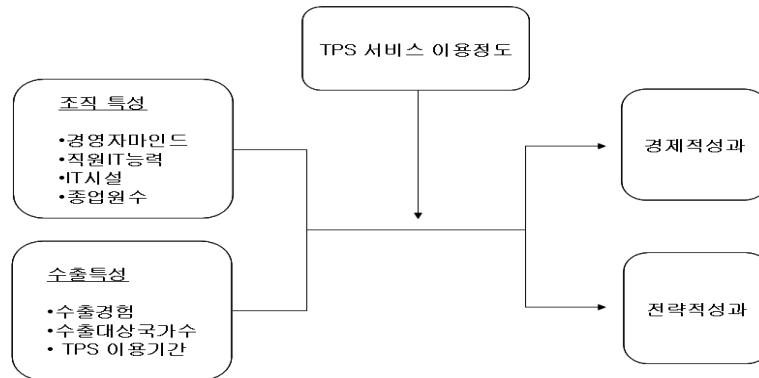 TPS 서비스 이용정도
조직 특성
•경영자마인드
•직원IT능력
•IT시설
•종업원수
수출특성
•수출경험
•수출대상국가수
• TPS 이용기간
경제적성과
전략적성과